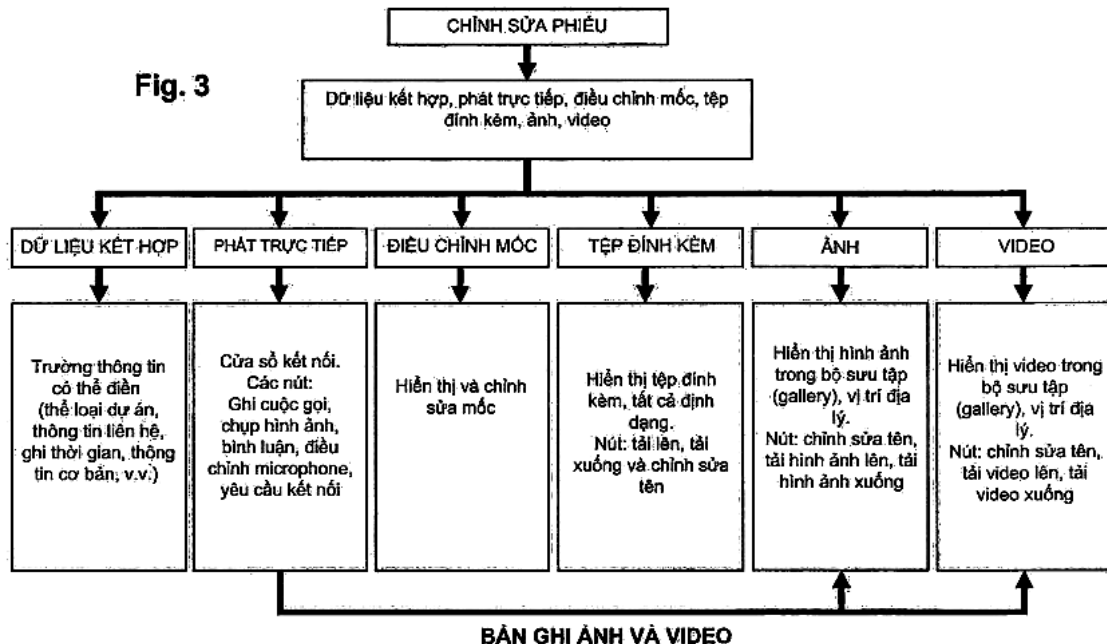 CHỈNH SỬA PHIẾU
Fig. 3
Dữ liệu kết hợp, phát trực tiếp, điều chỉnh mốc, tệp
đính kèm, ảnh, video
DỮ LIỆU KẾT HỢP
PHÁT TRỰC TIẾP
ĐIỀU CHỈNH MỐC
TỆP ĐÍNH KÈM
ẢNH
VIDEO
Trường thông tin
có thể điền
(thể loại dự án,
thông tin liên hệ,
ghi thời gian, thông
tin cơ bản, v.v.)
Cửa sổ kết nối.
Các nút:
Ghi cuộc gọi,
chụp hình ảnh,
bình luận, điều
chỉnh microphone,
yêu cầu kết nối
Hiển thị và chỉnh
sửa mốc
Hiển thị tệp đính
kèm, tất cả định
dạng.
Nút: tải lên, tải
xuống và chỉnh sửa
tên
Hiển thị hình ảnh
trong bộ sưu tập
(gallery), vị trí địa
lý.
Nút: chỉnh sửa tên,
tải hình ảnh lên, tải
hình ảnh xuống
Hiển thị video trong
bộ sưu tập
(gallery), vị trí địa
lý.
Nút: chỉnh sửa tên,
tải video lên, tải
video xuống
BẢN GHI ẢNH VÀ VIDEO